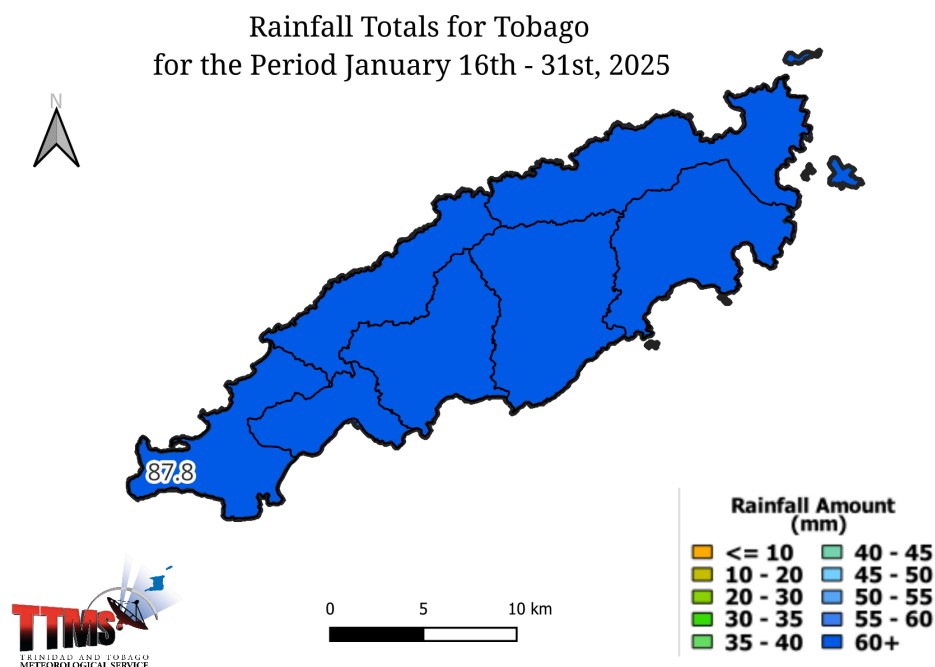 Rainfall Totals for Tobago
for the Period January 16th - 31st, 2025
N
87.8
Rainfall Amount
(mm)
<= 10
10 - 20
20 - 30
30 - 35
35 - 40
40 - 45
45 - 50
50 - 55
55 - 60
60+
0 5 10 km
TTMS
TRINIDAD AND TOBAGO
METEOROLOGICAL SERVICE